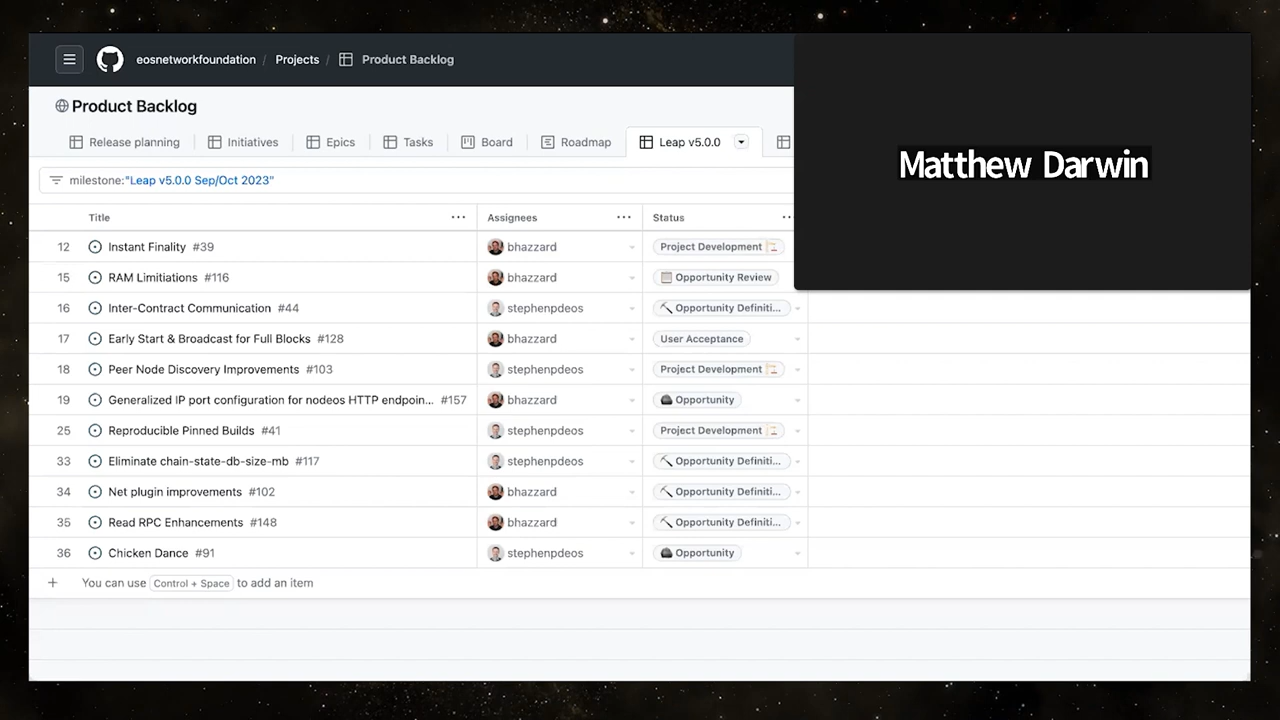 eosnetworkfoundation / Projects / Product Backlog
Product Backlog
Release planning Initiatives Epics Tasks Board Roadmap Leap v5.0.0
milestone:"Leap v5.0.0 Sep/Oct 2023"
Title ... Assignees ... Status ...
12 Instant Finality #39 bhazzard Project Development
15 RAM Limitiations #116 bhazzard Opportunity Review
16 Inter-Contract Communication #44 stephenpdeos Opportunity Definiti...
17 Early Start & Broadcast for Full Blocks #128 bhazzard User Acceptance
18 Peer Node Discovery Improvements #103 stephenpdeos Project Development
19 Generalized IP port configuration for nodeos HTTP endpoin... #157 bhazzard Opportunity
25 Reproducible Pinned Builds #41 stephenpdeos Project Development
33 Eliminate chain-state-db-size-mb #117 stephenpdeos Opportunity Definiti...
34 Net plugin improvements #102 bhazzard Opportunity Definiti...
35 Read RPC Enhancements #148 bhazzard Opportunity Definiti...
36 Chicken Dance #91 stephenpdeos Opportunity
+ You can use Control + Space to add an item
Matthew Darwin